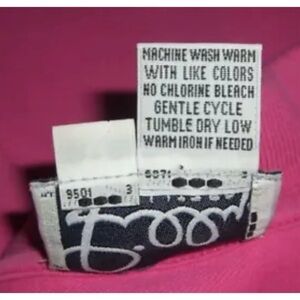 MACHINE WASH WARM
WITH LIKE COLORS
NO CHLORINE BLEACH
GENTLE CYCLE
TUMBLE DRY LOW
WARM IRON IF NEEDED
9501 3